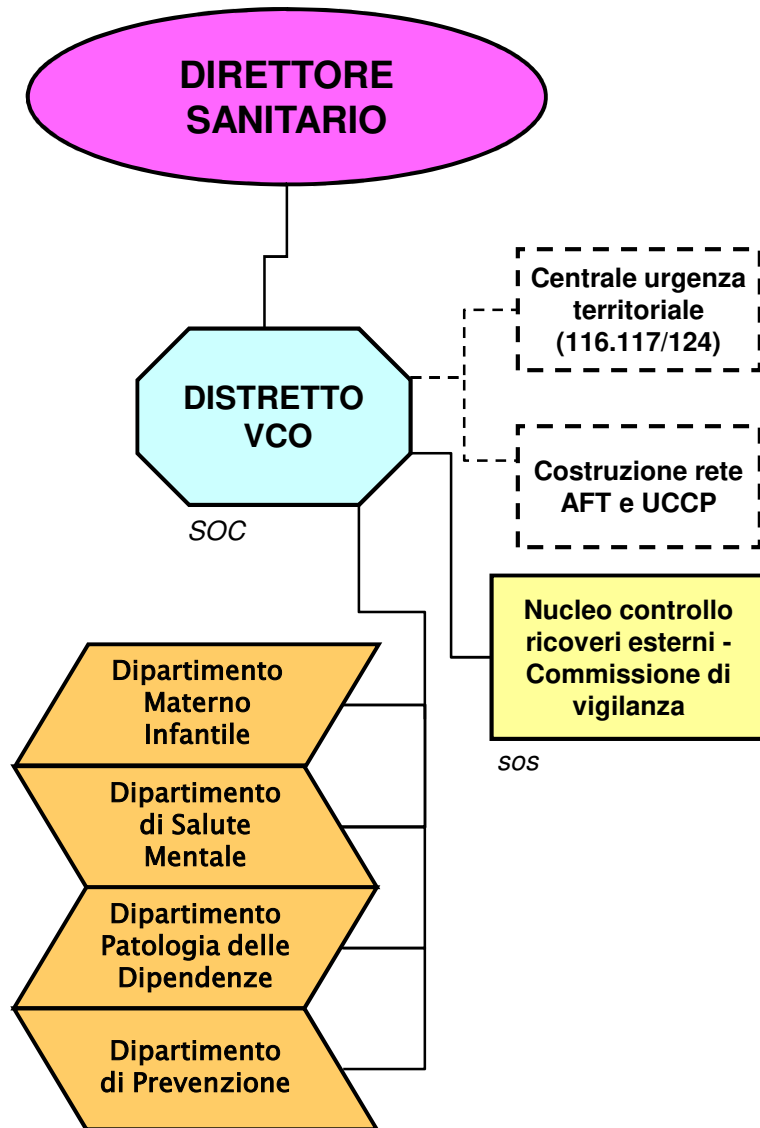 DIRETTORE
SANITARIO
Centrale urgenza
territoriale
(116.117/124)
DISTRETTO
VCO
SOC
Costruzione rete
AFT e UCCP
Nucleo controllo
ricoveri esterni -
Commissione di
vigilanza
sos
Dipartimento
Materno
Infantile
Dipartimento
di Salute
Mentale
Dipartimento
Patologia delle
Dipendenze
Dipartimento
di Prevenzione